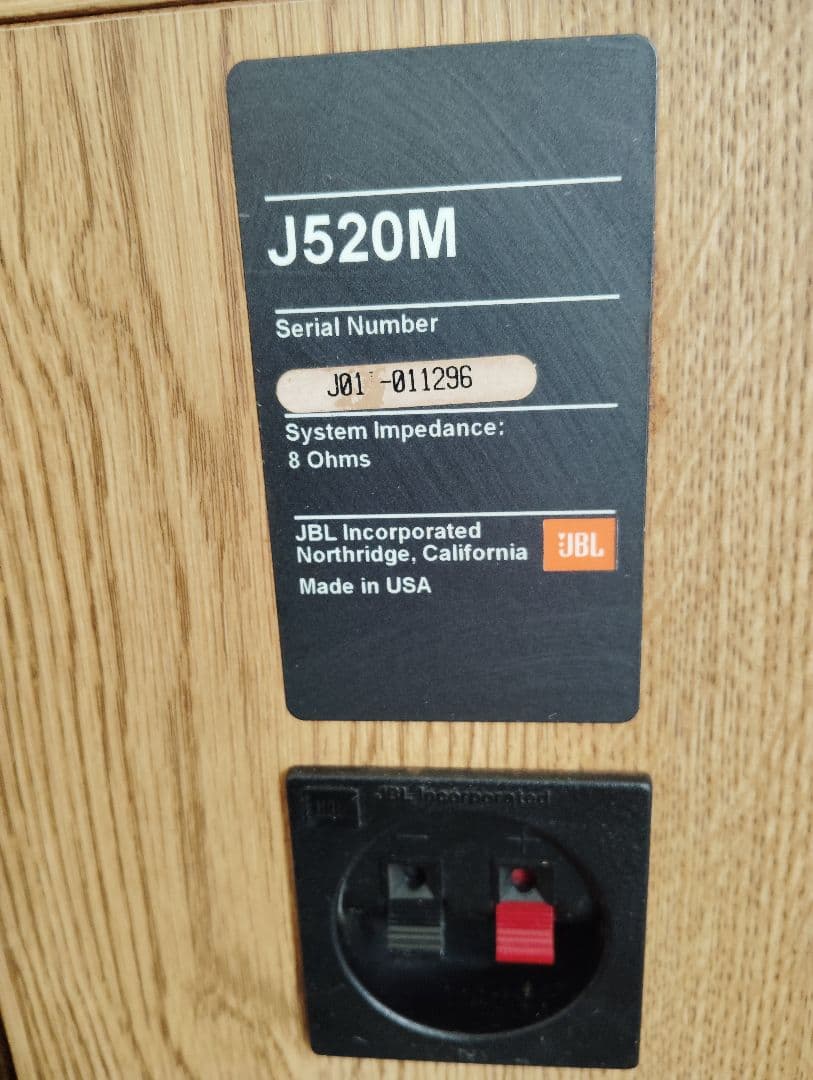 J520M
Serial Number
J01 -011296
System Impedance:
8 Ohms
JBL Incorporated
Northridge, California
JBL
Made in USA
JBL Incorporated
- +